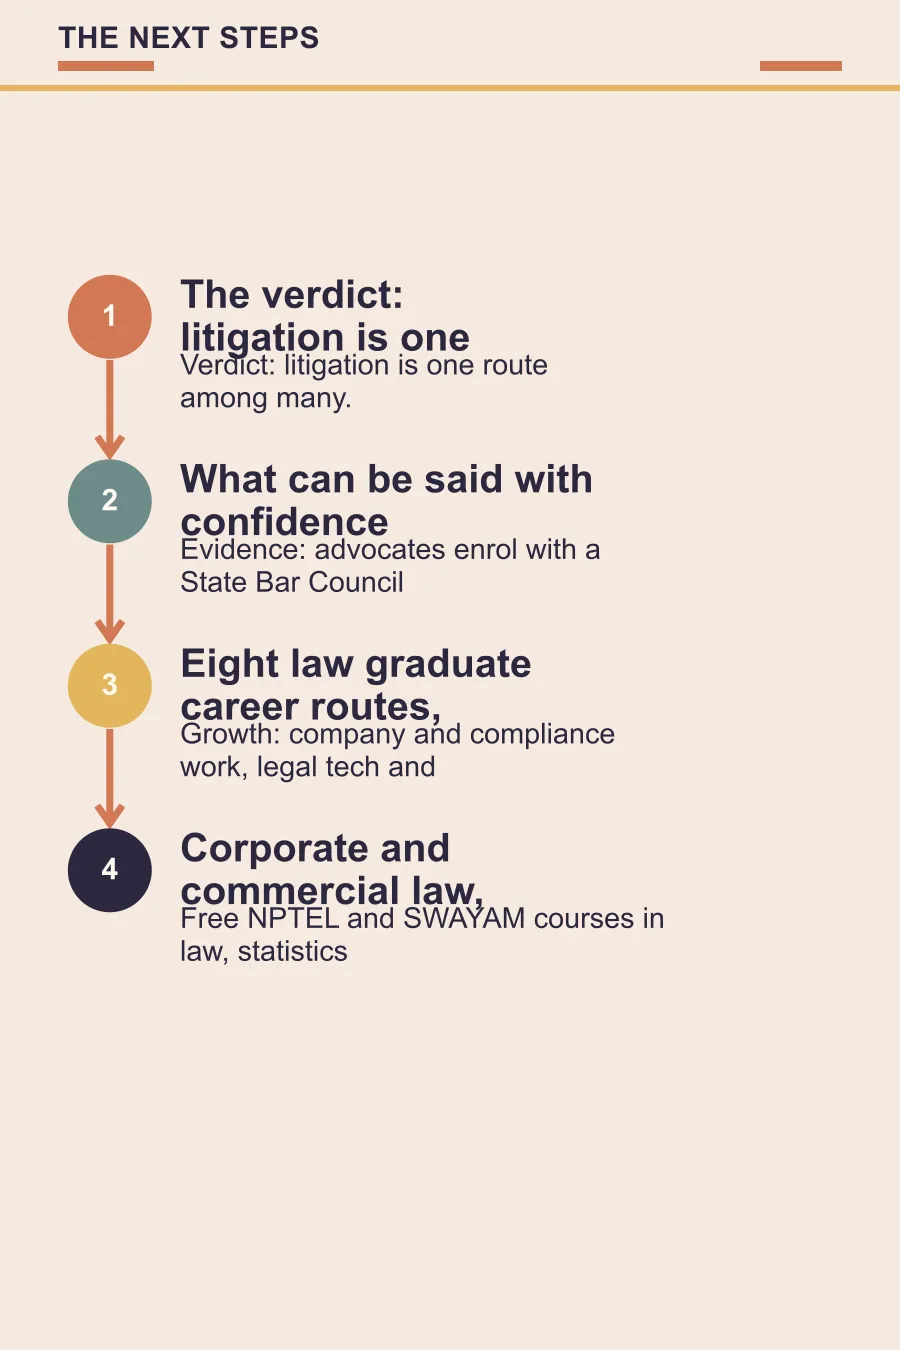 THE NEXT STEPS
1
The verdict:
litigation is one
Verdict: litigation is one route
among many.
2
What can be said with
confidence
Evidence: advocates enrol with a
State Bar Council
3
Eight law graduate
career routes,
Growth: company and compliance
work, legal tech and
4
Corporate and
commercial law,
Free NPTEL and SWAYAM courses in
law, statistics